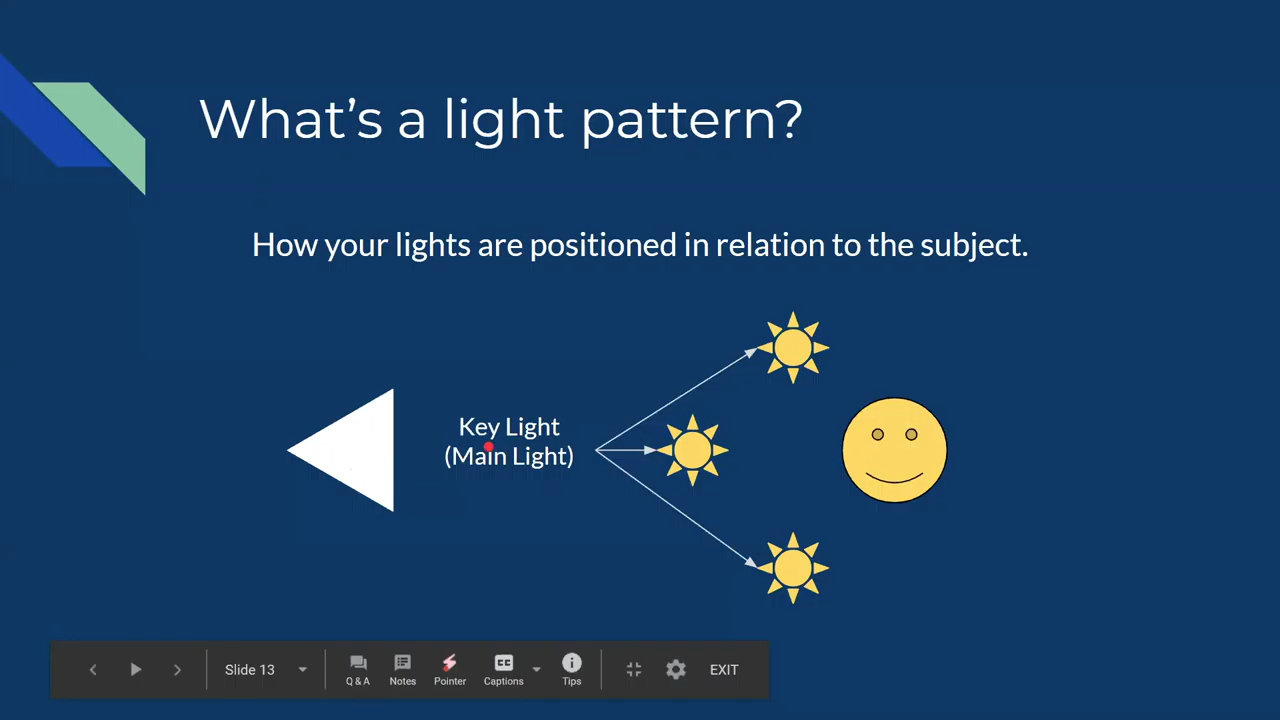 What's a light pattern?
How your lights are positioned in relation to the subject.
Key Light
(Main Light)
Slide 13
Q & A
Notes
Pointer
CC
Captions
Tips
EXIT